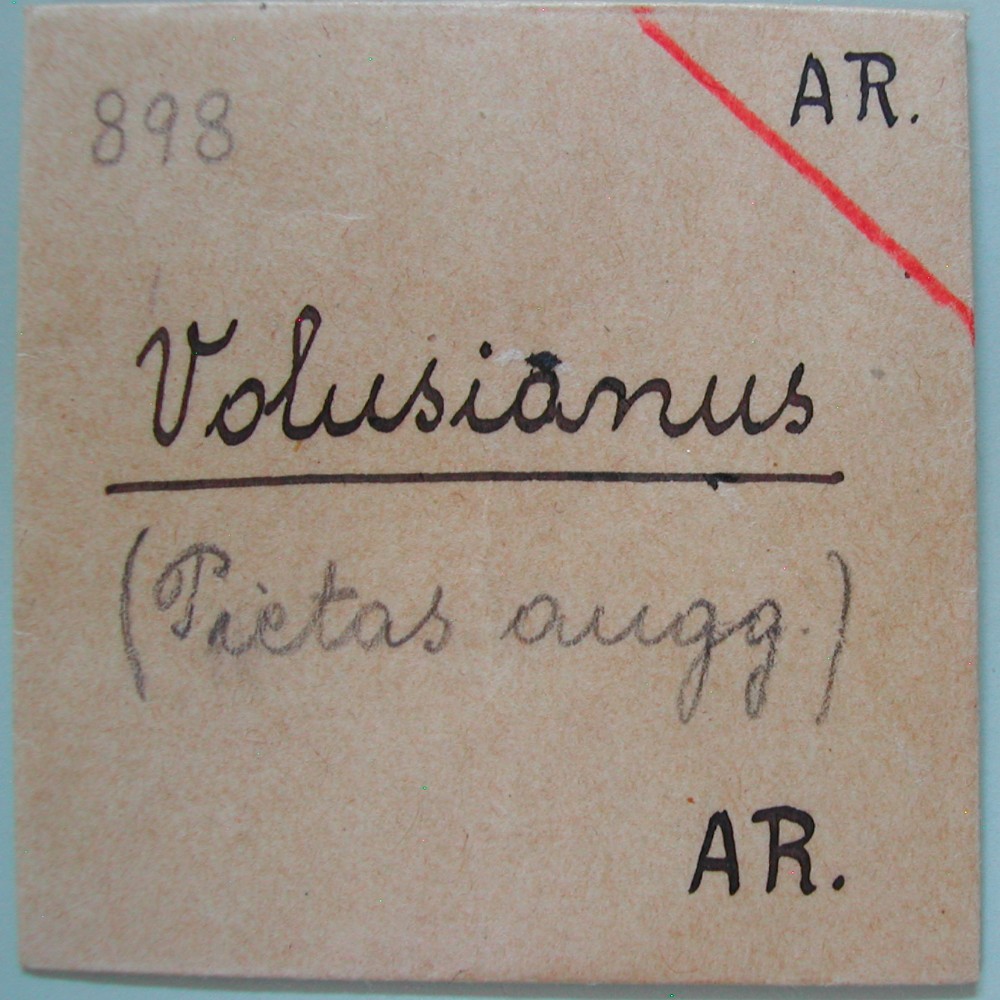 898
AR.
Volusianus
(Pietas augg.)
AR.